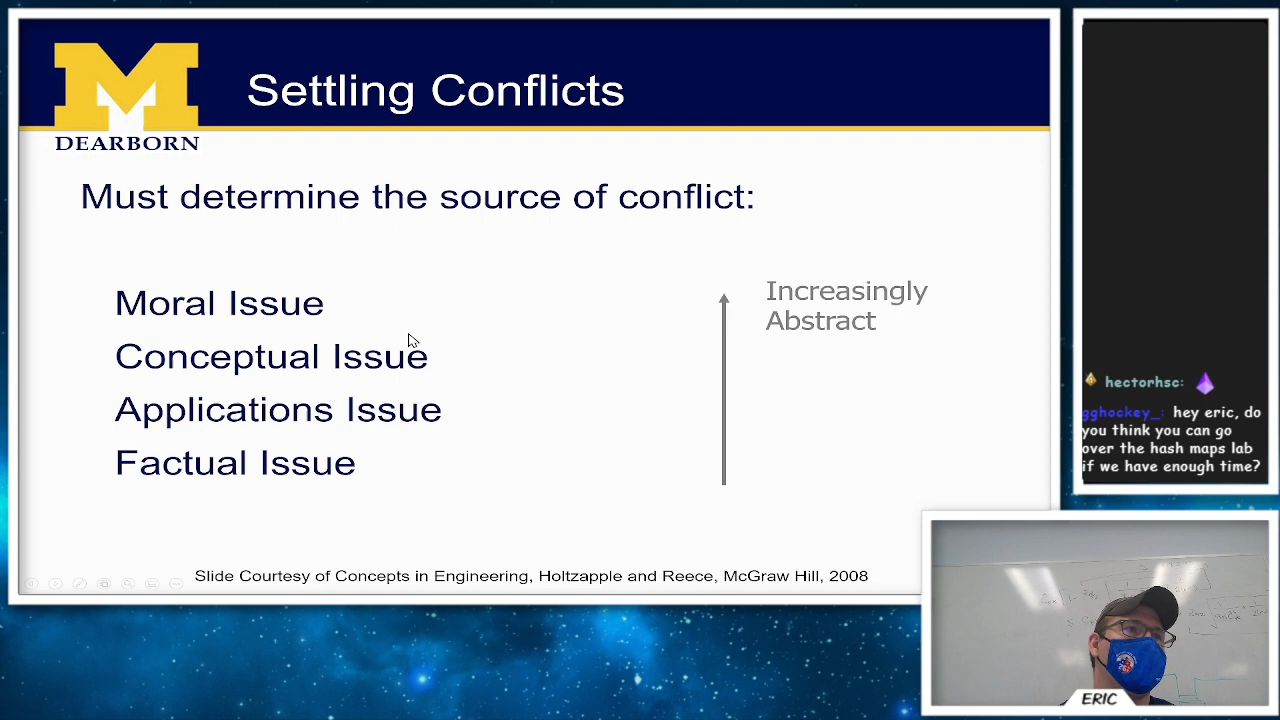 Settling Conflicts
M
DEARBORN
Must determine the source of conflict:
Moral Issue
Conceptual Issue
Applications Issue
Factual Issue
Increasingly
Abstract
Slide Courtesy of Concepts in Engineering, Holtzapple and Reece, McGraw Hill, 2008
hectorhsc:
gghockey_: hey eric, do
you think you can go
over the hash maps lab
if we have enough time?
ERIC